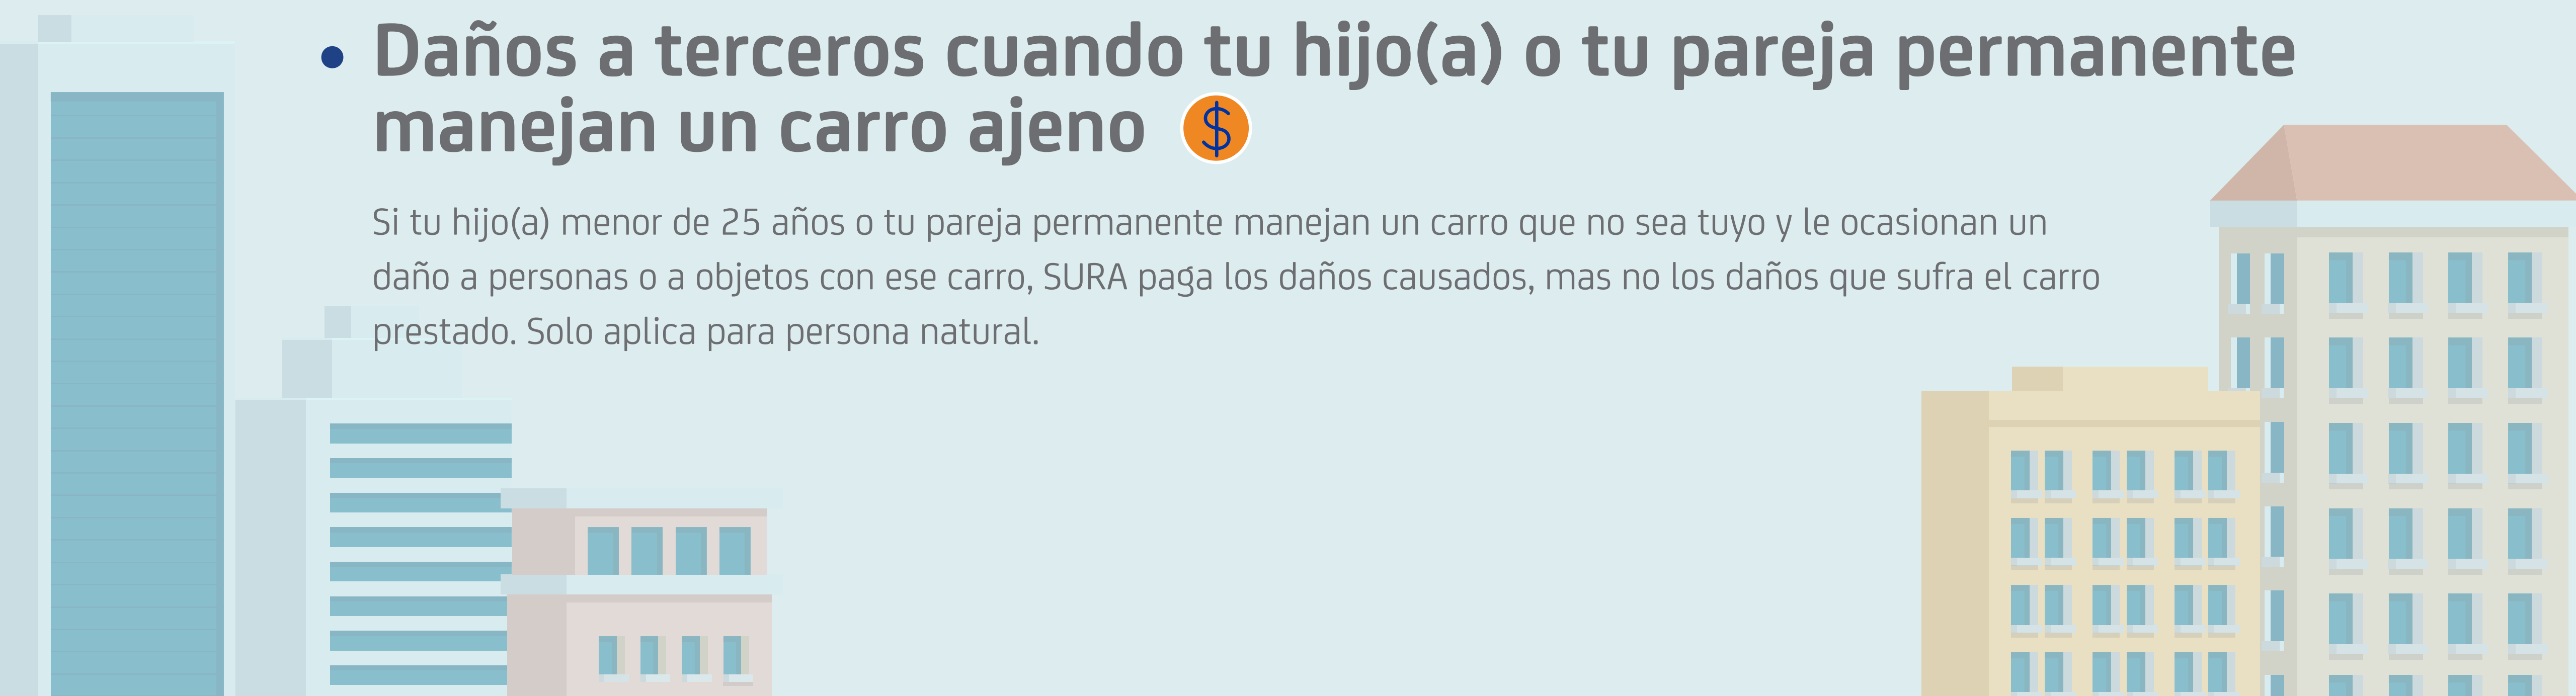 • Daños a terceros cuando tu hijo(a) o tu pareja permanente
manejan un carro ajeno $
Si tu hijo(a) menor de 25 años o tu pareja permanente manejan un carro que no sea tuyo y le ocasionan un
daño a personas o a objetos con ese carro, SURA paga los daños causados, mas no los daños que sufra el carro
prestado. Solo aplica para persona natural.